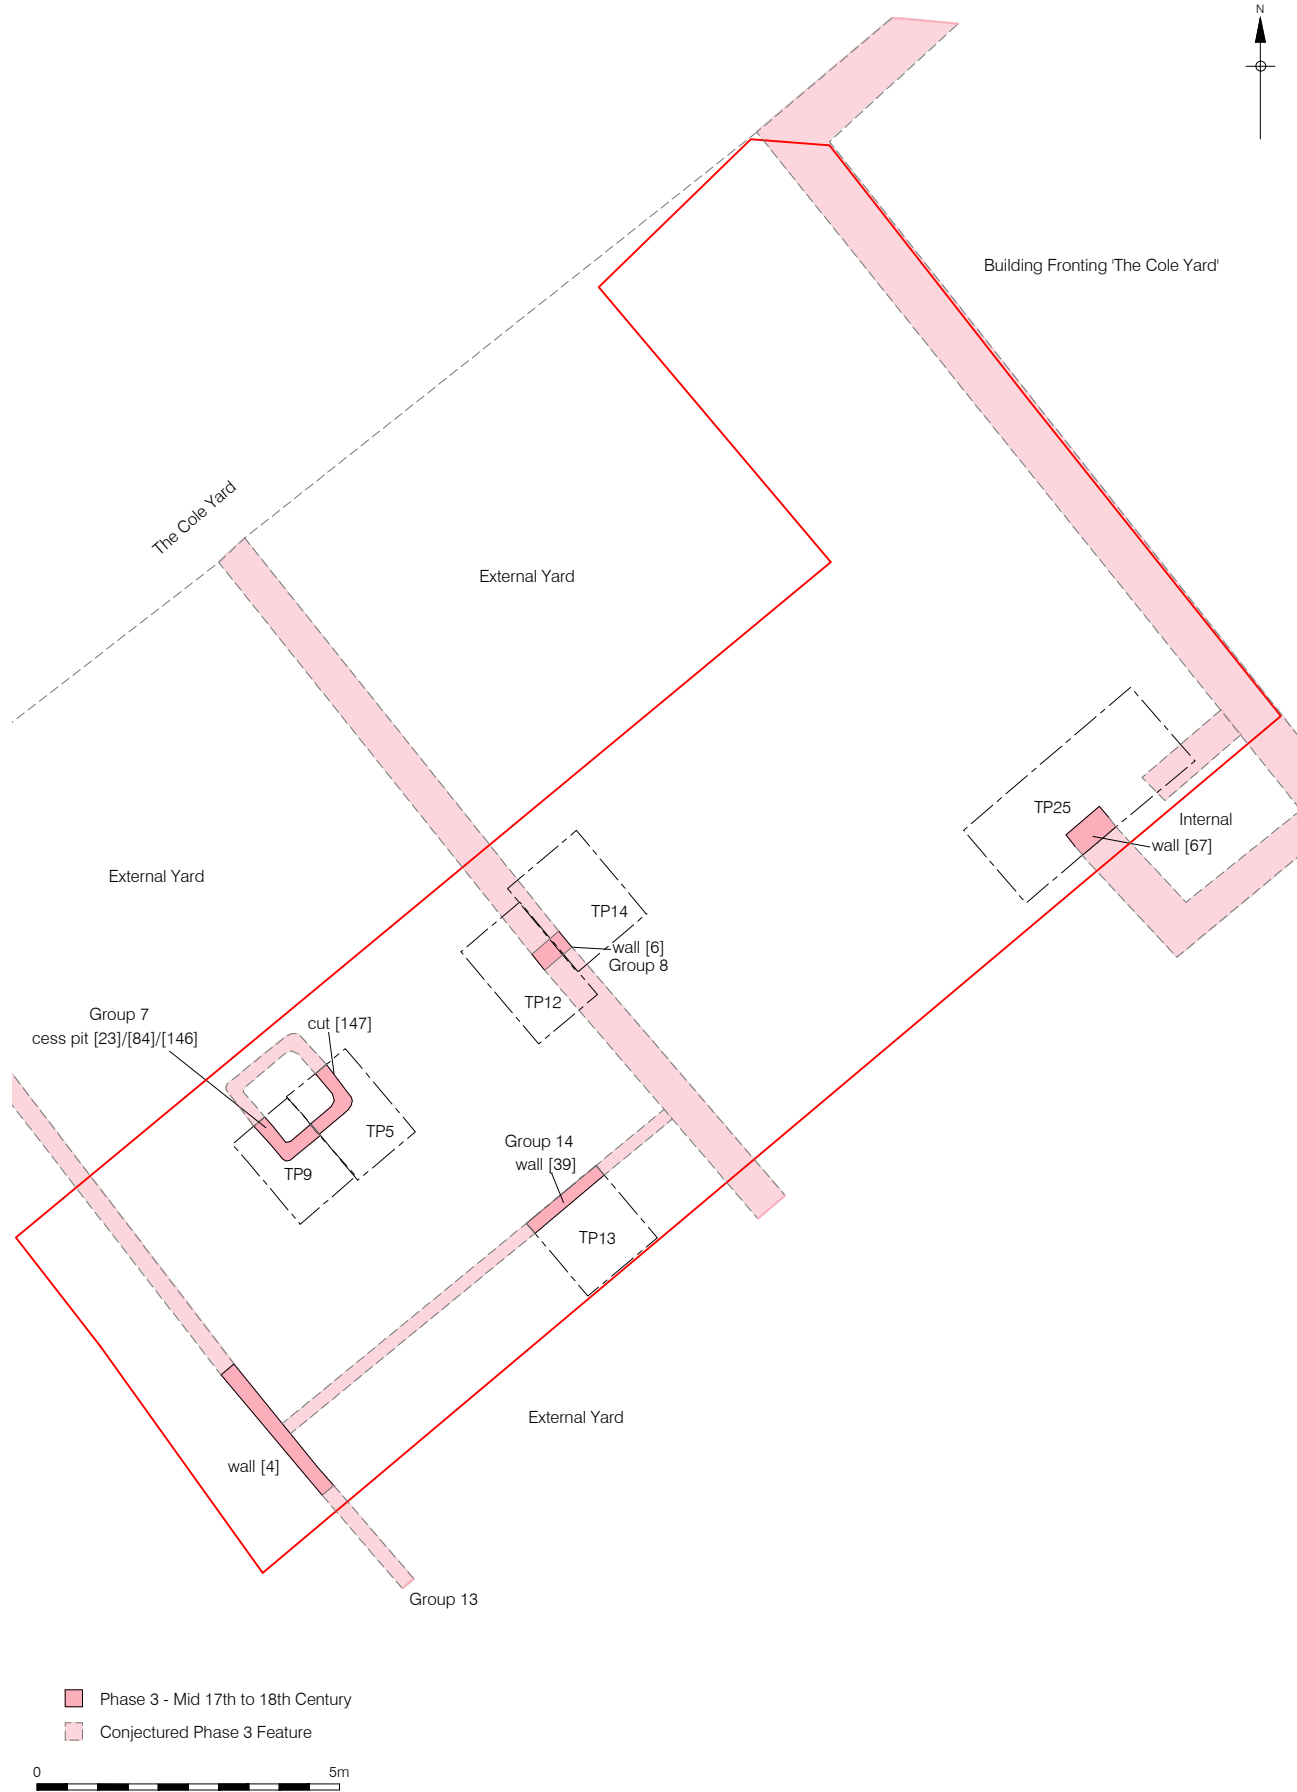 N
Building Fronting 'The Cole Yard'
The Cole Yard
External Yard
TP25
Internal
wall [67]
External Yard
TP14
wall [6]
Group 8
TP12
Group 7
cess pit [23]/[84]/[146]
cut [147]
TP5
TP9
Group 14
wall [39]
TP13
External Yard
wall [4]
Group 13
Phase 3 - Mid 17th to 18th Century
Conjectured Phase 3 Feature
0 5m